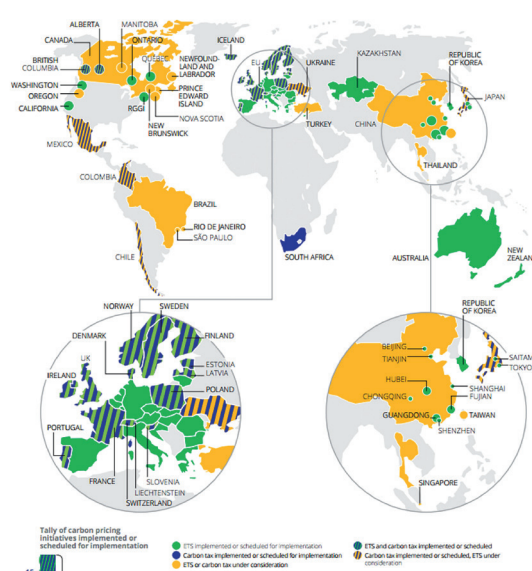 ALBERTA
MANITOBA
CANADA
ONTARIO
BRITISH
COLUMBIA
QUÉBEC
NEWFOUND-
LAND AND
LABRADOR
WASHINGTON
OREGON
CALIFORNIA
RGGI
PRINCE
EDWARD
ISLAND
NOVA SCOTIA
NEW
BRUNSWICK
MEXICO
ICELAND
EU
UKRAINE
KAZAKHSTAN
REPUBLIC
OF KOREA
JAPAN
TURKEY
CHINA
THAILAND
COLOMBIA
BRAZIL
RIO DE JANEIRO
SÃO PAULO
CHILE
SOUTH AFRICA
AUSTRALIA
NEW
ZEALAN
NORWAY
SWEDEN
DENMARK
FINLAND
UK
ESTONIA
LATVIA
IRELAND
POLAND
PORTUGAL
FRANCE
SLOVENIA
LIECHTENSTEIN
SWITZERLAND
REPUBLIC
OF KOREA
BEIJING
TIANJIN
SAITAM
TOKYO
HUBEI
SHANGHAI
CHONGQING
FUJIAN
GUANGDONG
TAIWAN
SHENZHEN
SINGAPORE
Tally of carbon pricing
initiatives implemented or
scheduled for implementation
ETS implemented or scheduled for implementation
Carbon tax implemented or scheduled for implementation
ETS or carbon tax under consideration
ETS and carbon tax implemented or scheduled
Carbon tax implemented or scheduled, ETS under
consideration